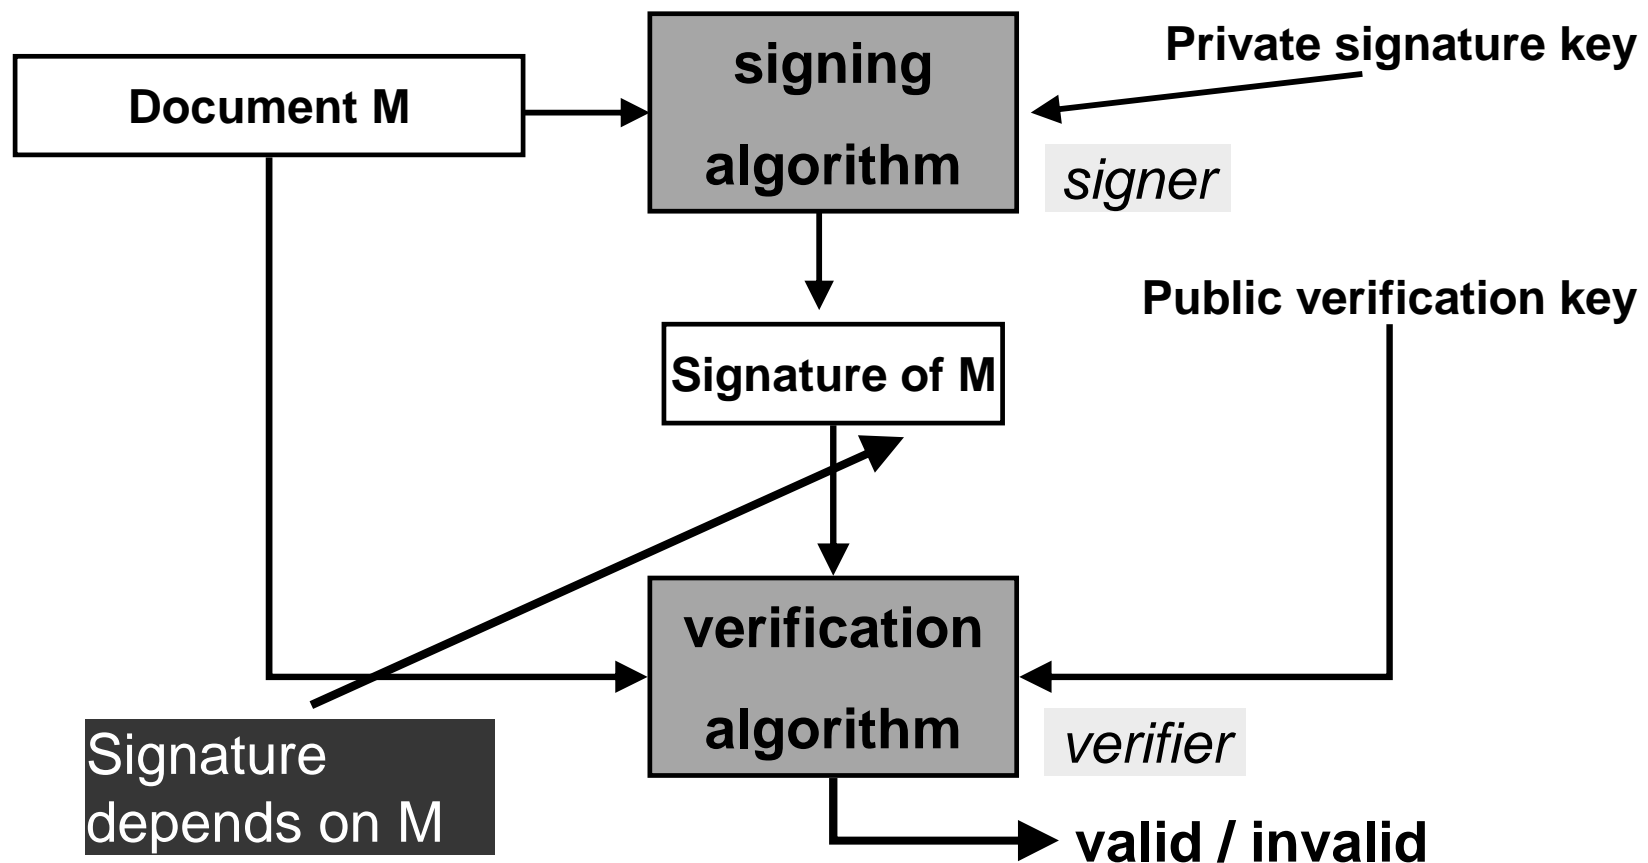 signing
algorithm
Private signature key
Document M
signer
Public verification key
Signature of M
verification
algorithm
verifier
Signature
depends on M
valid / invalid